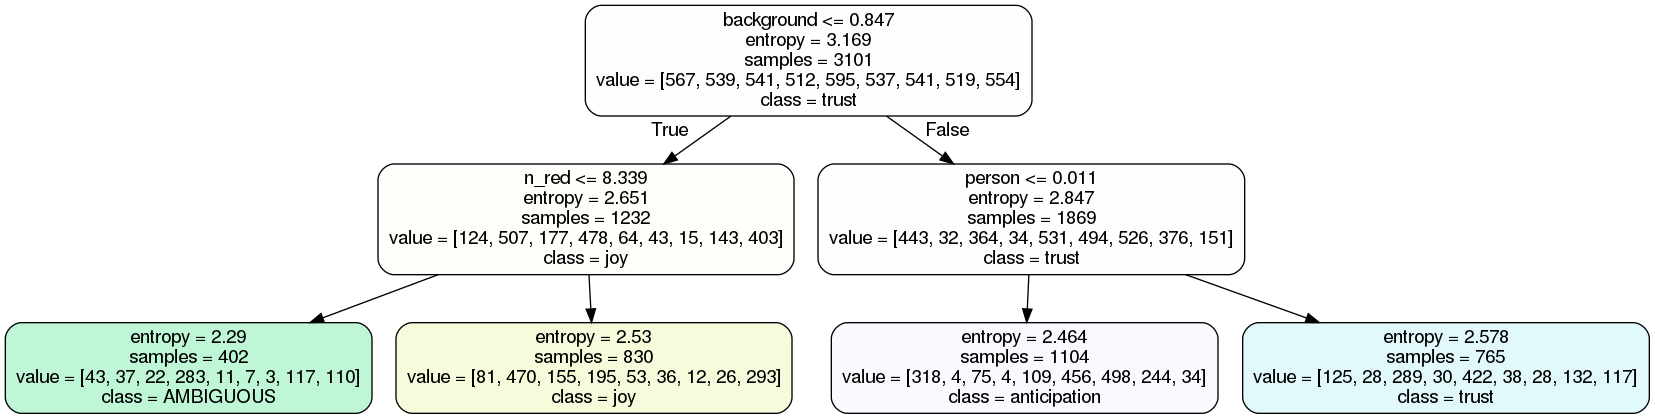 background <= 0.847
entropy = 3.169
samples = 3101
value = [567, 539, 541, 512, 595, 537, 541, 519, 554]
class = trust
True
False
n_red <= 8.339
entropy = 2.651
samples = 1232
value = [124, 507, 177, 478, 64, 43, 15, 143, 403]
class = joy
person <= 0.011
entropy = 2.847
samples = 1869
value = [443, 32, 364, 34, 531, 494, 526, 376, 151]
class = trust
entropy = 2.29
samples = 402
value = [43, 37, 22, 283, 11, 7, 3, 117, 110]
class = AMBIGUOUS
entropy = 2.53
samples = 830
value = [81, 470, 155, 195, 53, 36, 12, 26, 293]
class = joy
entropy = 2.464
samples = 1104
value = [318, 4, 75, 4, 109, 456, 498, 244, 34]
class = anticipation
entropy = 2.578
samples = 765
value = [125, 28, 289, 30, 422, 38, 28, 132, 117]
class = trust